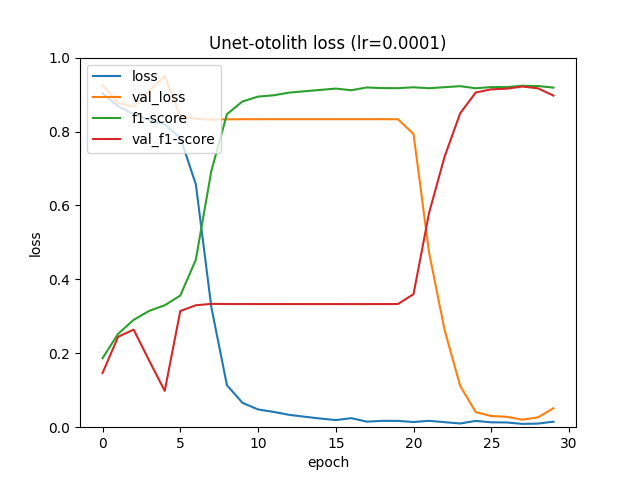 Unet-otolith loss (lr=0.0001)
loss
val_loss
f1-score
val_f1-score
1.0
0.8
0.6
0.4
0.2
0.0
loss
0
5
10
15
20
25
30
epoch